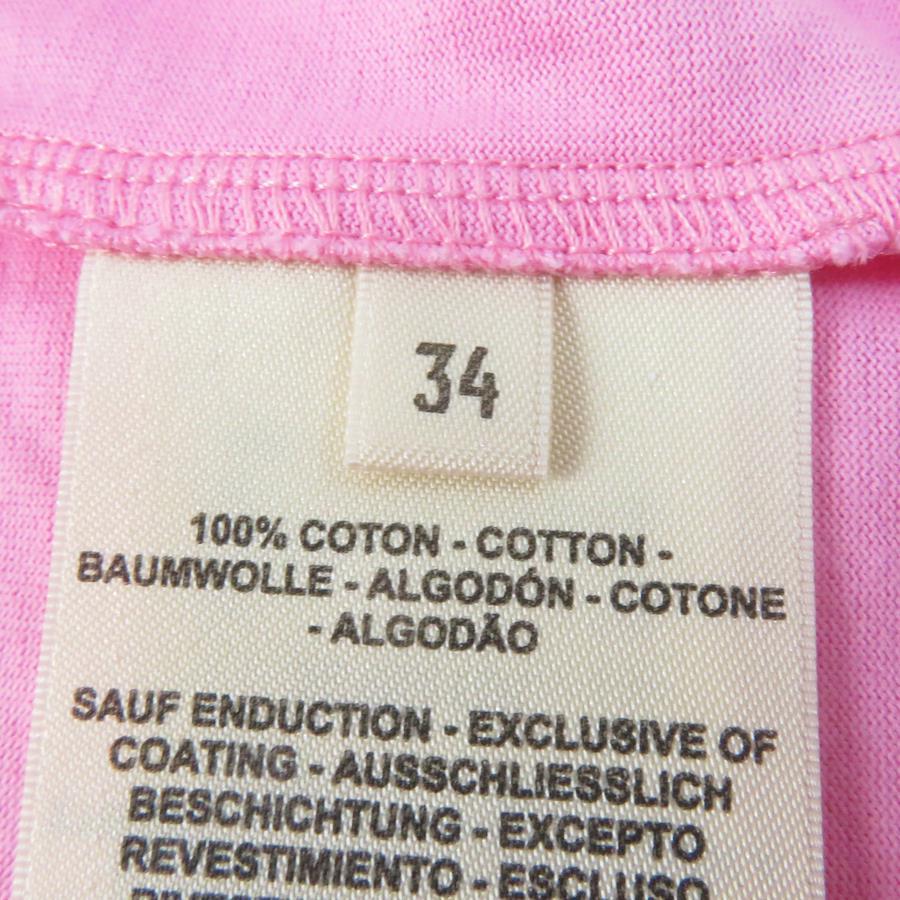 34
100% COTON - COTTON -
BAUMWOLLE - ALGODÓN - COTONE
- ALGODÃO
SAUF ENDUCTION - EXCLUSIVE OF
COATING - AUSSCHLIESSLICH
BESCHICHTUNG - EXCEPTO
REVESTIMIENTO - ESCLUSO